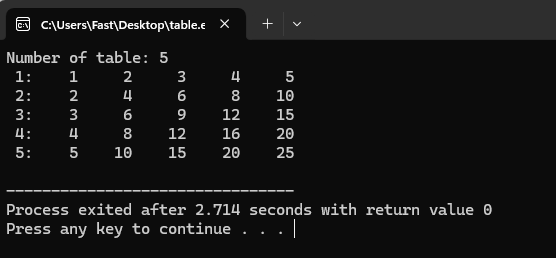 C:\Users\Fast\Desktop\table.e
Number of table: 5
 1:    1     2     3     4     5
 2:    2     4     6     8    10
 3:    3     6     9    12    15
 4:    4     8    12    16    20
 5:    5    10    15    20    25
--------------------------------
Process exited after 2.714 seconds with return value 0
Press any key to continue . . .